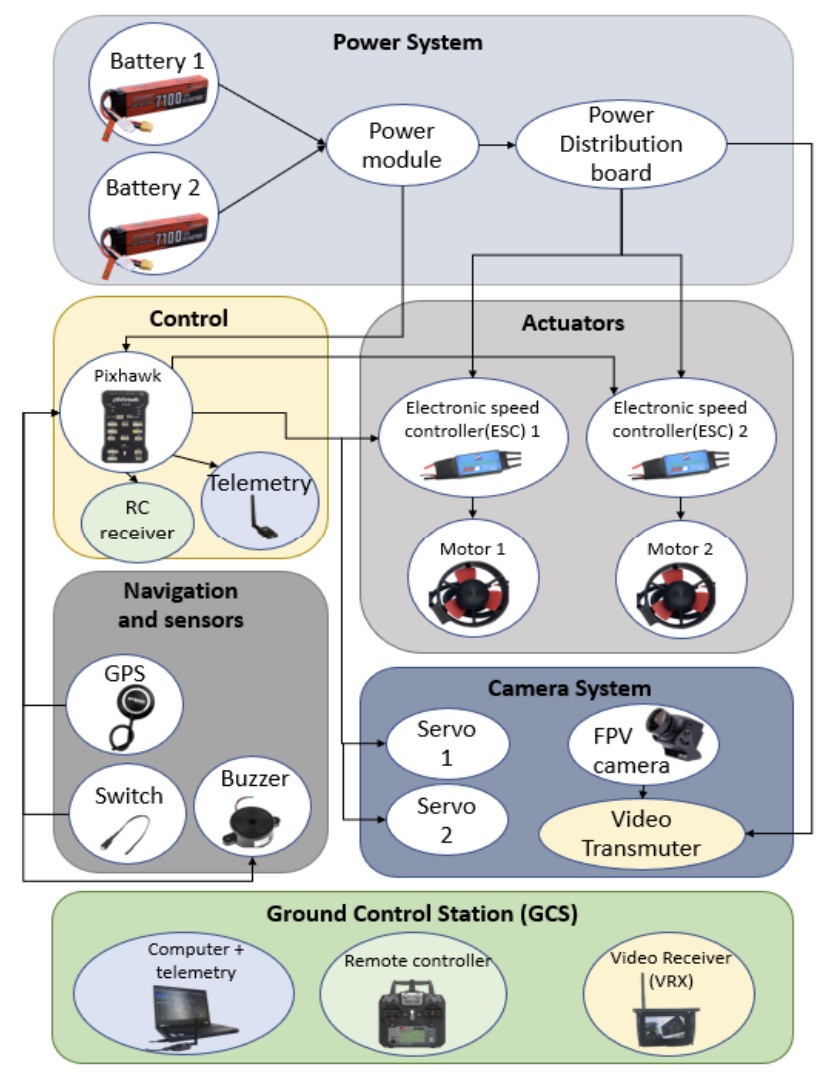 Power System
Battery 1
7100
Battery 2
7100
Power
module
Power
Distribution
board
Control
Pixhawk
pixhawk
RC
receiver
Telemetry
Actuators
Electronic speed
controller(ESC) 1
Electronic speed
controller(ESC) 2
Motor 1
Motor 2
Navigation
and sensors
GPS
Switch
Buzzer
Camera System
Servo
1
Servo
2
FPV
camera
Video
Transmuter
Ground Control Station (GCS)
Computer +
telemetry
Remote controller
Video Receiver
(VRX)